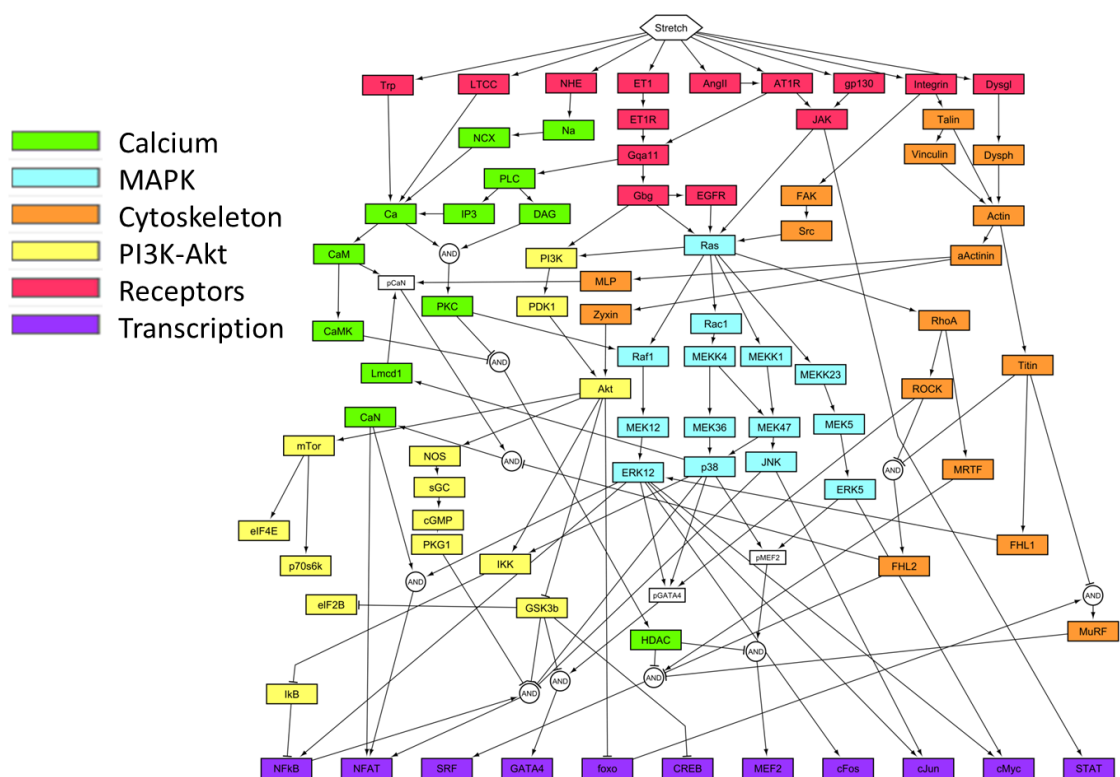 Stretch
Trp LTCC NHE ET1 AngII AT1R gp130 Integrin Dysgl
NCX Na ET1R JAK Talin
Calcium
MAPK
Cytoskeleton
PI3K-Akt
Receptors
Transcription
PLC Gqa11 Vinculin Dysph
Ca IP3 DAG Gbg EGFR FAK Actin
Src
CaM AND PI3K Ras aActinin
pCaN MLP
PKC PDK1 Zyxin RhoA
CaMK Rac1
AND Raf1 MEKK4 MEKK1 MEKK23 Titin
Lmcd1
Akt ROCK
CaN MEK12 MEK36 MEK47 MEK5
mTor NOS AND ERK12 p38 JNK AND MRTF
sGC ERK5
eIF4E cGMP
p70s6k PKG1 IKK pMEF2 FHL2 FHL1
AND pGATA4 AND
eIF2B GSK3b HDAC MuRF
AND
IkB AND AND AND
NFkB NFAT SRF GATA4 foxo CREB MEF2 cFos cJun cMyc STAT